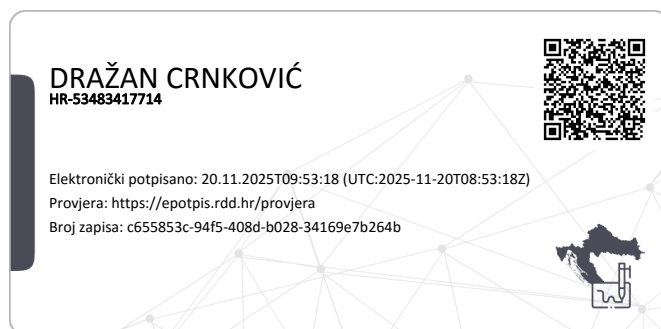 DRAŽAN CRNKOVIĆ
HR-53483417714
Elektronički potpisano: 20.11.2025T09:53:18 (UTC:2025-11-20T08:53:18Z)
Provjera: https://epotpis.rdd.hr/provjera
Broj zapisa: c655853c-94f5-408d-b028-34169e7b264b